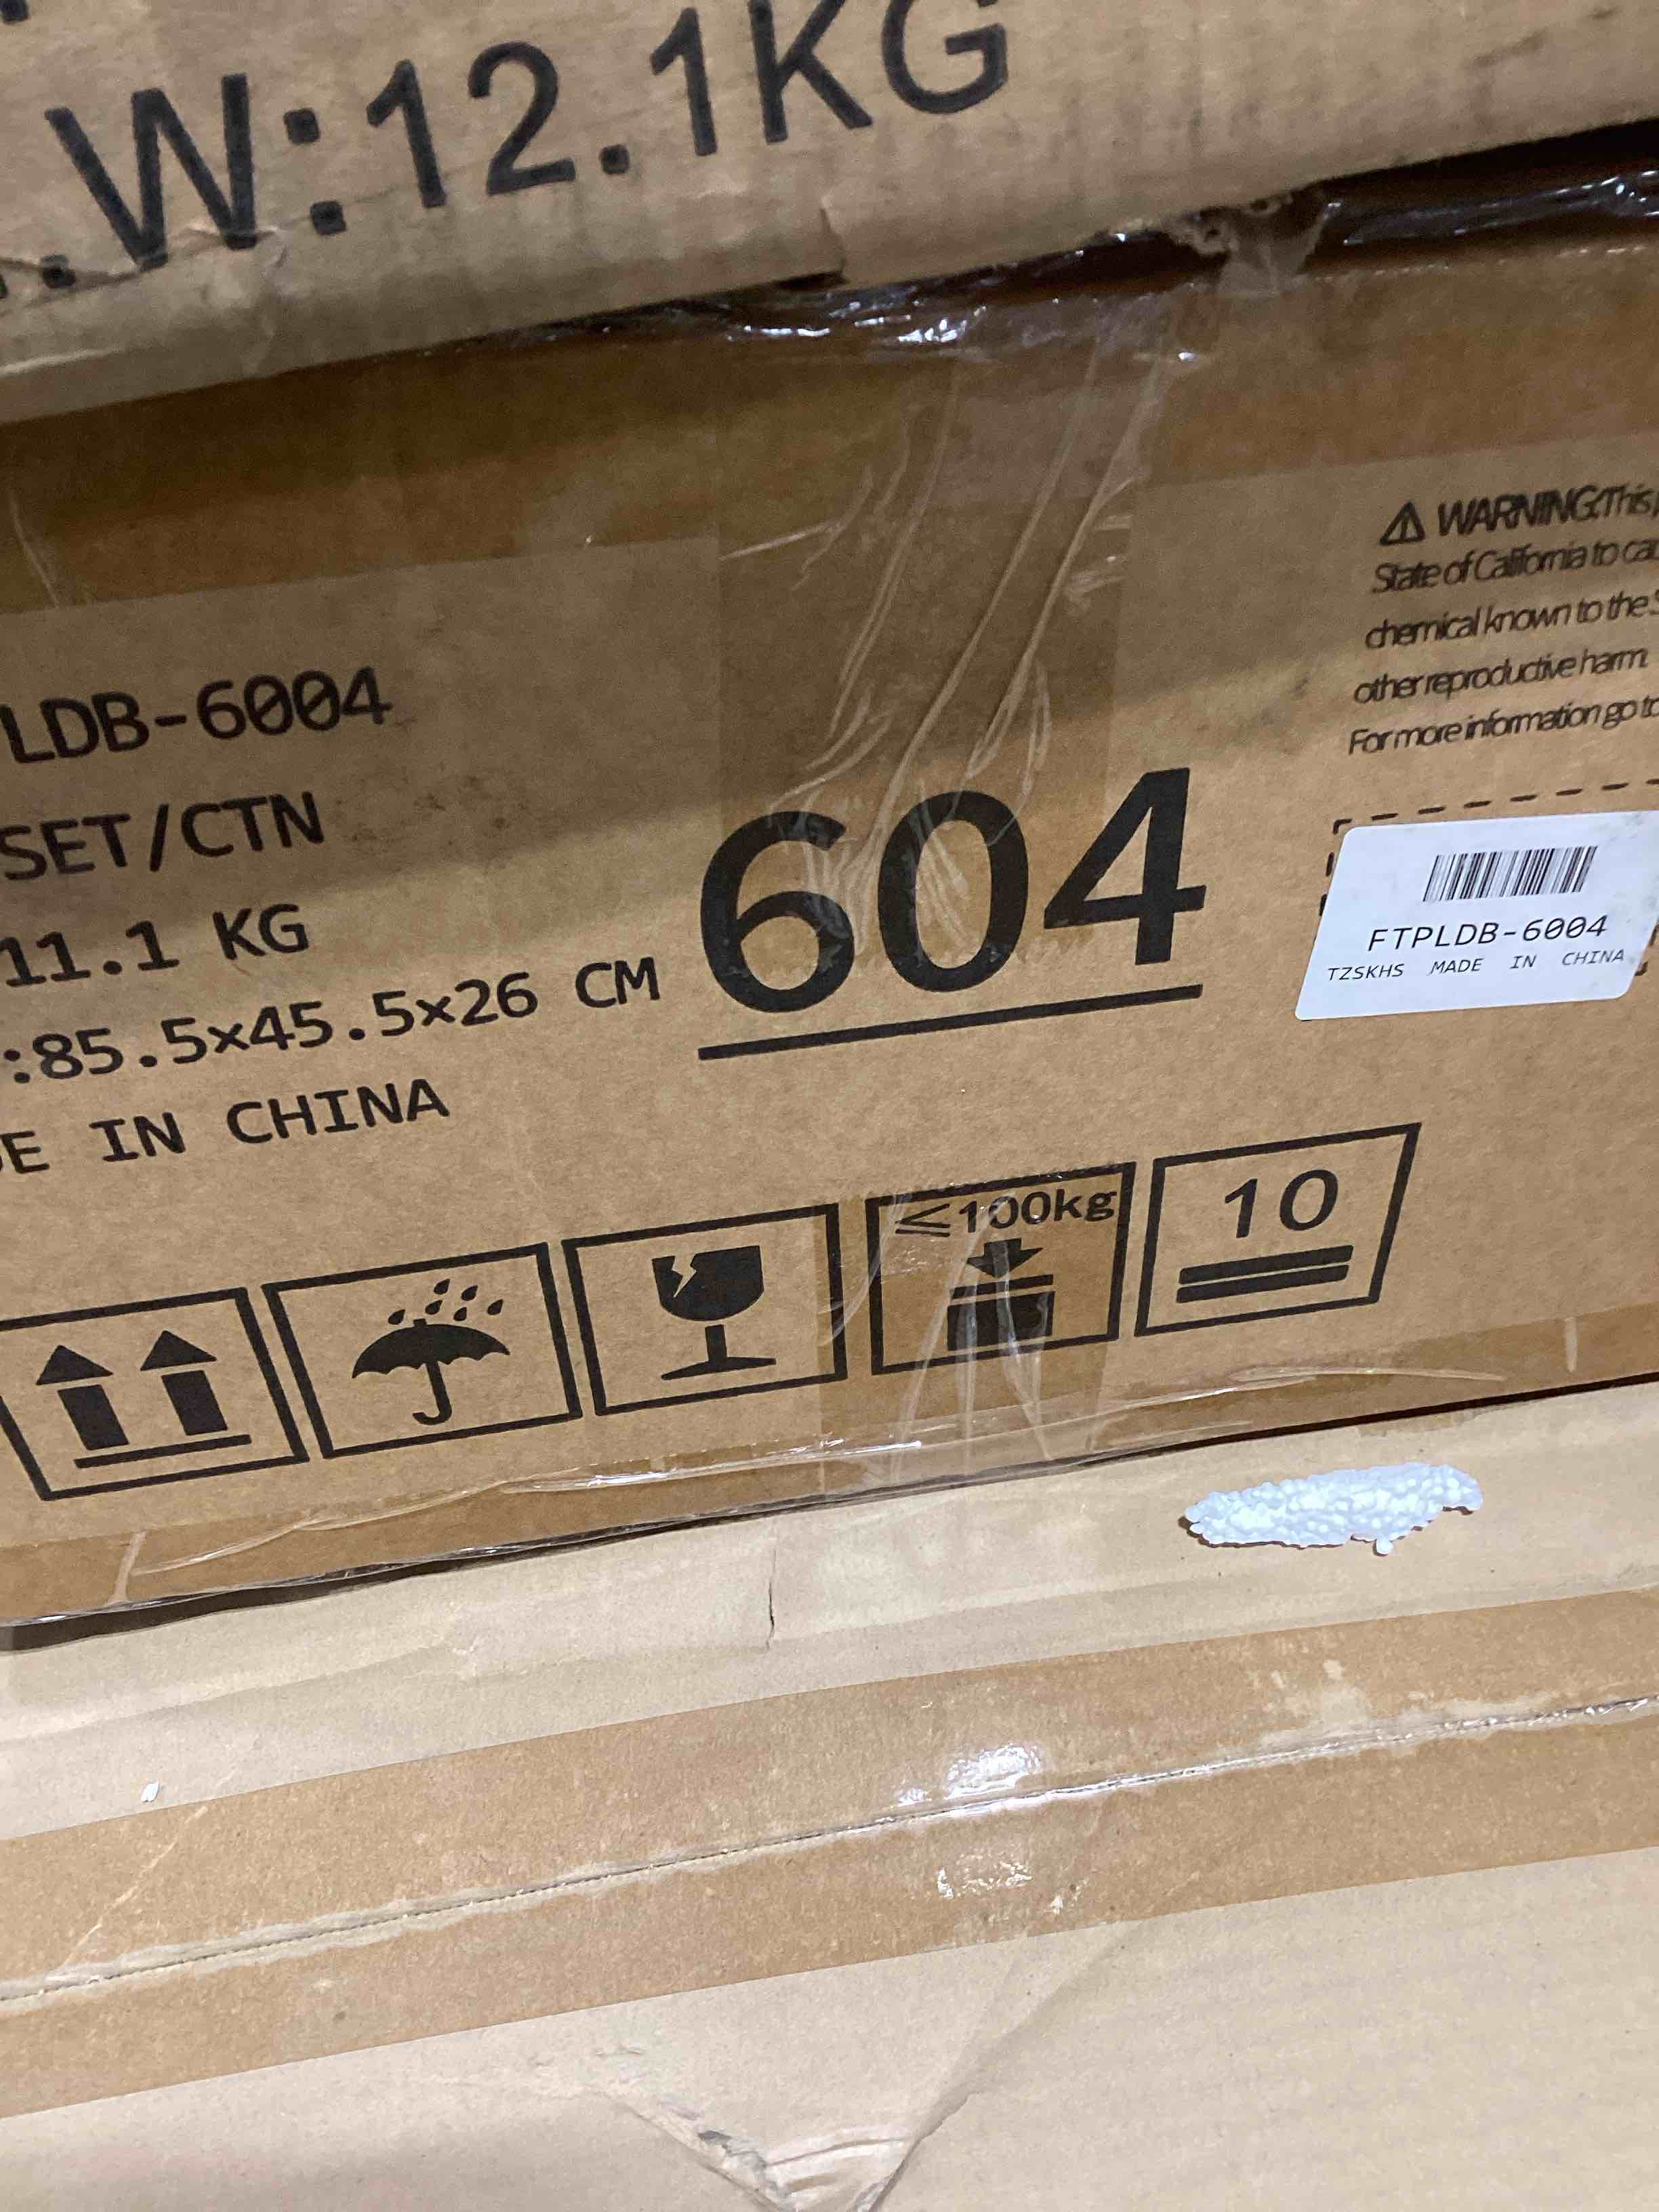 .W:12.1KG
LDB-6004
SET/CTN
11.1 KG
:85.5×45.5×26 CM
E IN CHINA
604
⚠ WARNING:This
State of California to
chemical known to the
other reproductive harm.
For more information go to
FTPLDB-6004
TZSKHS MADE IN CHINA
≦100kg
10